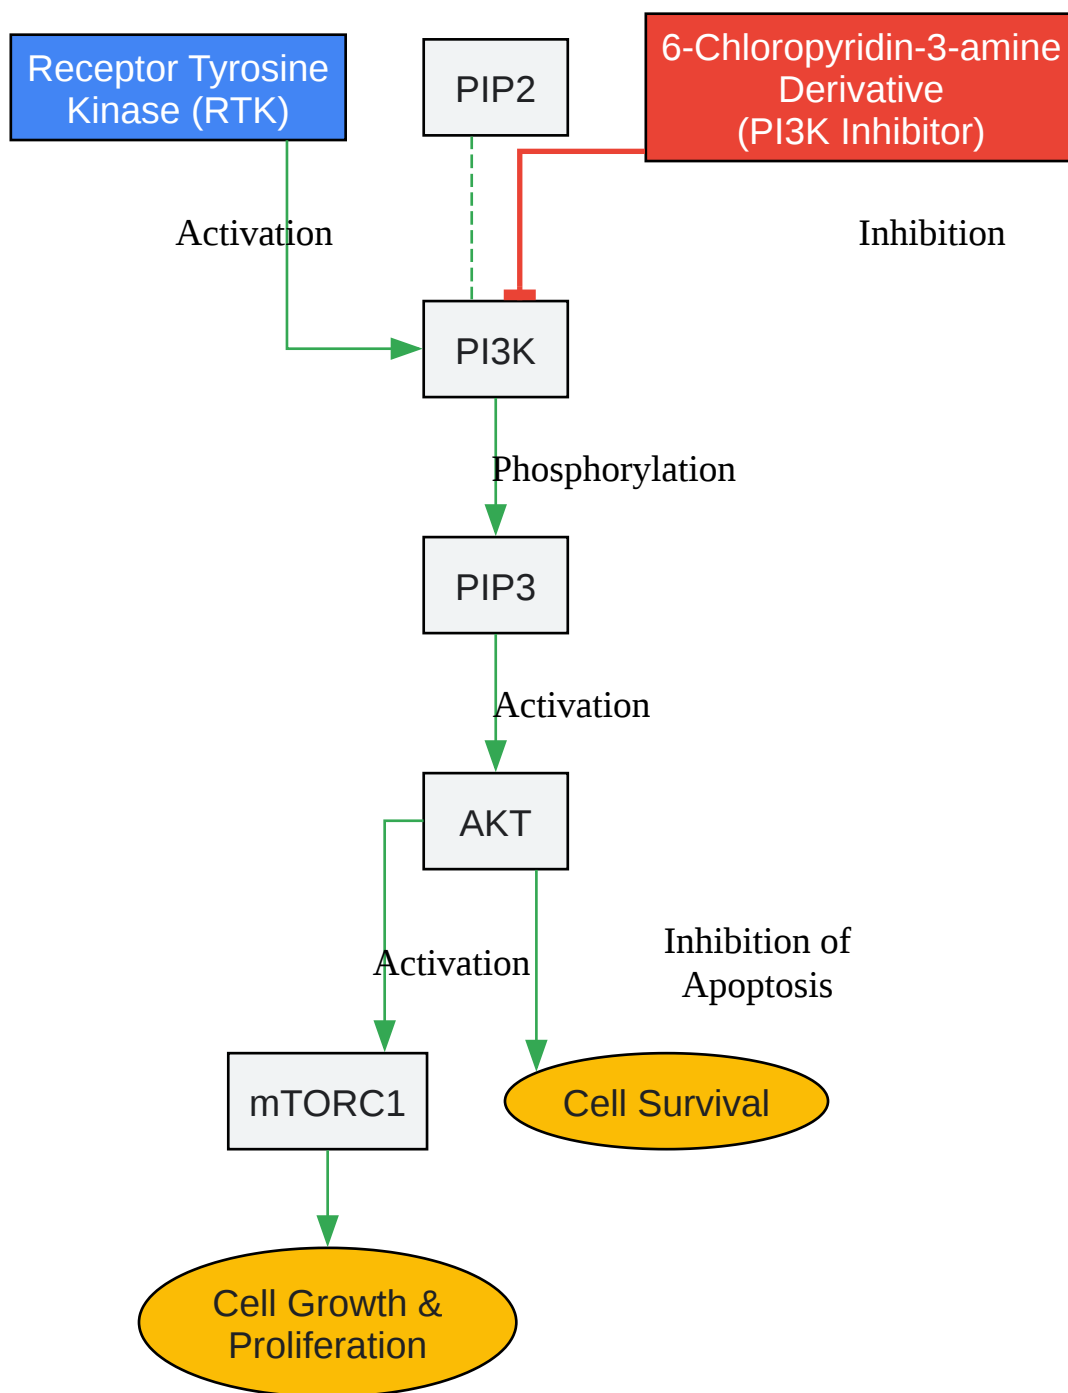 Receptor Tyrosine
Kinase (RTK)
PIP2
6-Chloropyridin-3-amine
Derivative
(PI3K Inhibitor)
Activation
Inhibition
PI3K
Phosphorylation
PIP3
Activation
AKT
Activation
Inhibition of
Apoptosis
mTORC1
Cell Survival
Cell Growth &
Proliferation